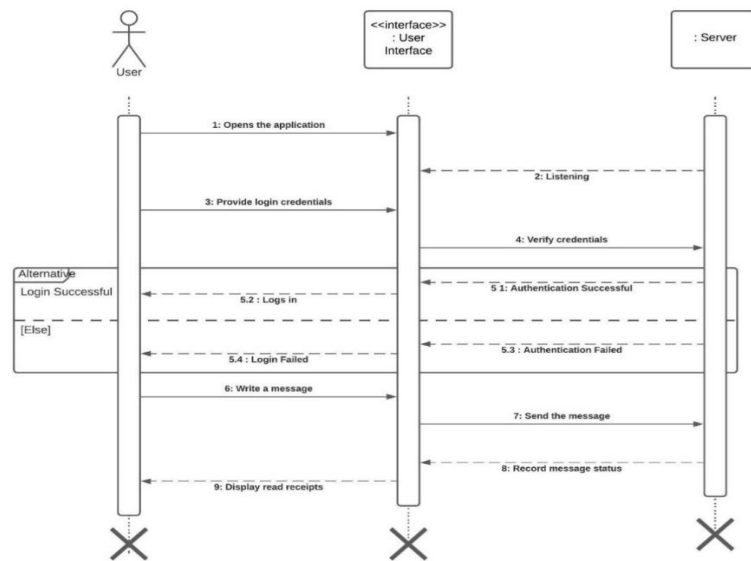 <<interface>>
: User
Interface
: Server
User
1: Opens the application
2: Listening
3: Provide login credentials
4: Verify credentials
Alternative
Login Successful
5 1: Authentication Successful
5.2 : Logs in
[Else]
5.3 : Authentication Failed
5.4 : Login Failed
6: Write a message
7: Send the message
8: Record message status
9: Display read receipts